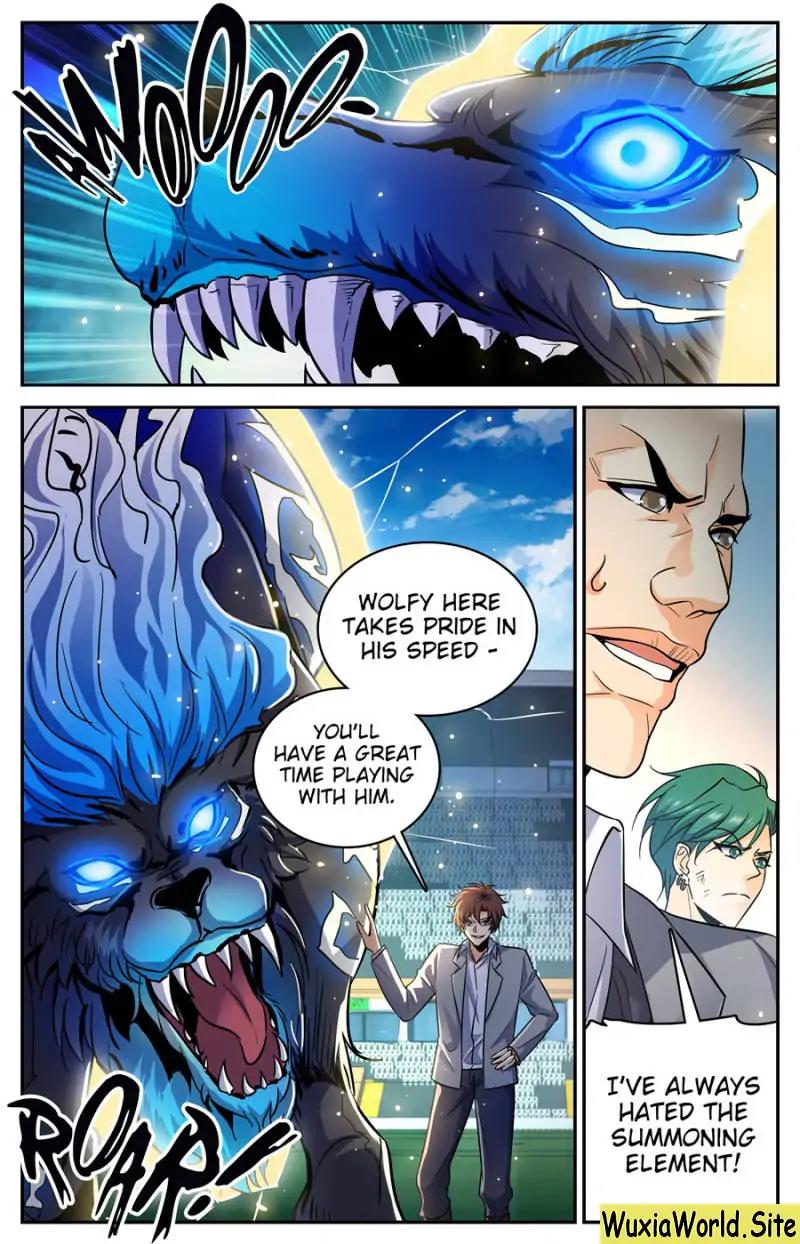 AWOOOO-
WOLFY HERE
TAKES PRIDE IN
HIS SPEED -
YOU'LL
HAVE A GREAT
TIME PLAYING
WITH HIM.
ROAR!
I'VE ALWAYS
HATED THE
SUMMONING
ELEMENT!
WuxiaWorld.Site